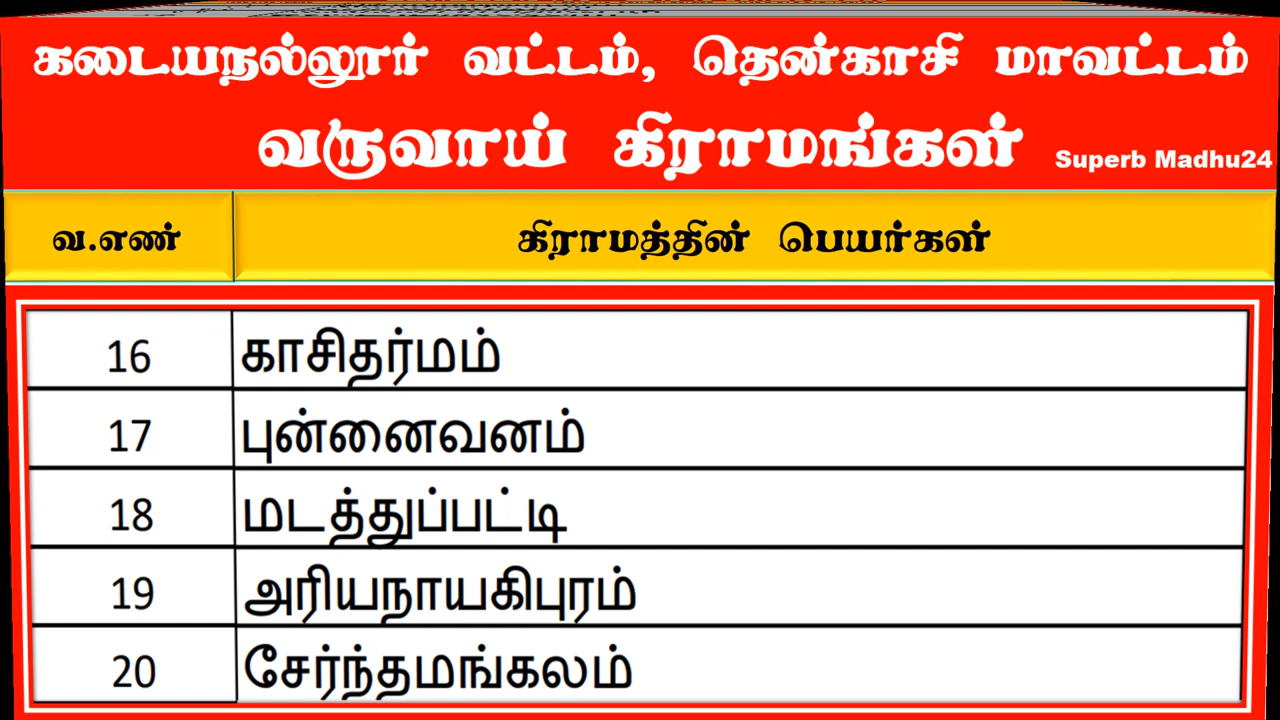 கடையநல்லூர் வட்டம், தென்காசி மாவட்டம்
வருவாய் கிராமங்கள் Superb Madhu24
வ.எண் கிராமத்தின் பெயர்கள்
16 காசிதர்மம்
17 புன்னைவனம்
18 மடத்துப்பட்டி
19 அரியநாயகிபுரம்
20 சேர்ந்தமங்கலம்